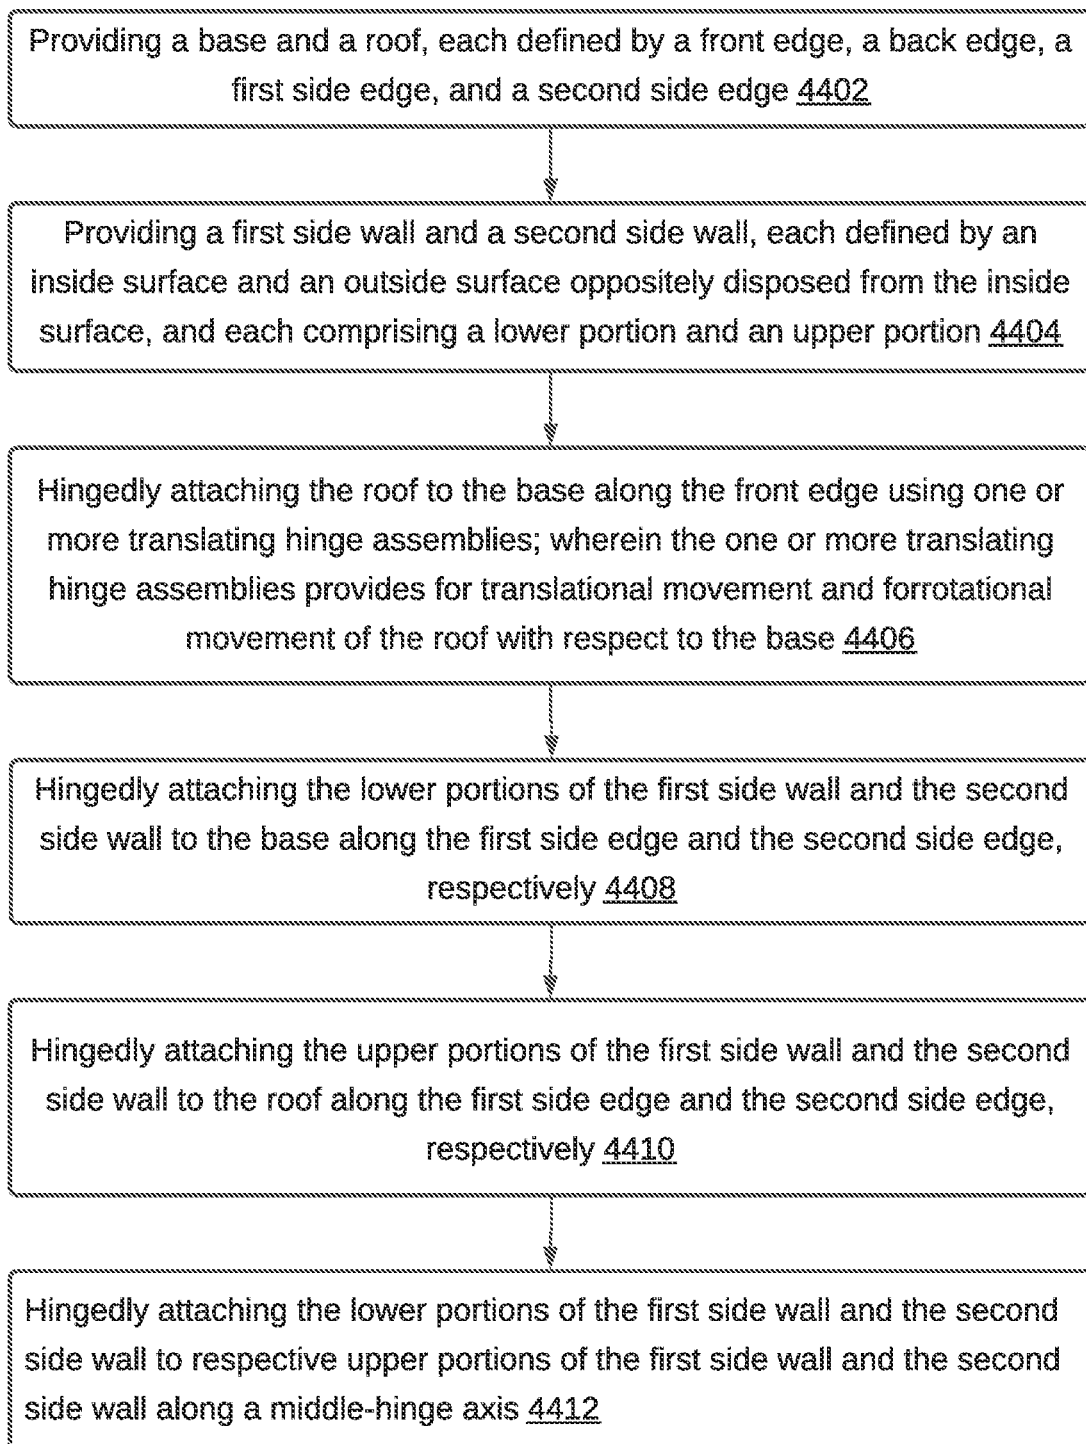 Providing a base and a roof, each defined by a front edge, a back edge, a
first side edge, and a second side edge 4402
Providing a first side wall and a second side wall, each defined by an
inside surface and an outside surface oppositely disposed from the inside
surface, and each comprising a lower portion and an upper portion 4404
Hingedly attaching the roof to the base along the front edge using one or
more translating hinge assemblies; wherein the one or more translating
hinge assemblies provides for translational movement and forrotational
movement of the roof with respect to the base 4406
Hingedly attaching the lower portions of the first side wall and the second
side wall to the base along the first side edge and the second side edge,
respectively 4408
Hingedly attaching the upper portions of the first side wall and the second
side wall to the roof along the first side edge and the second side edge,
respectively 4410
Hingedly attaching the lower portions of the first side wall and the second
side wall to respective upper portions of the first side wall and the second
side wall along a middle-hinge axis 4412